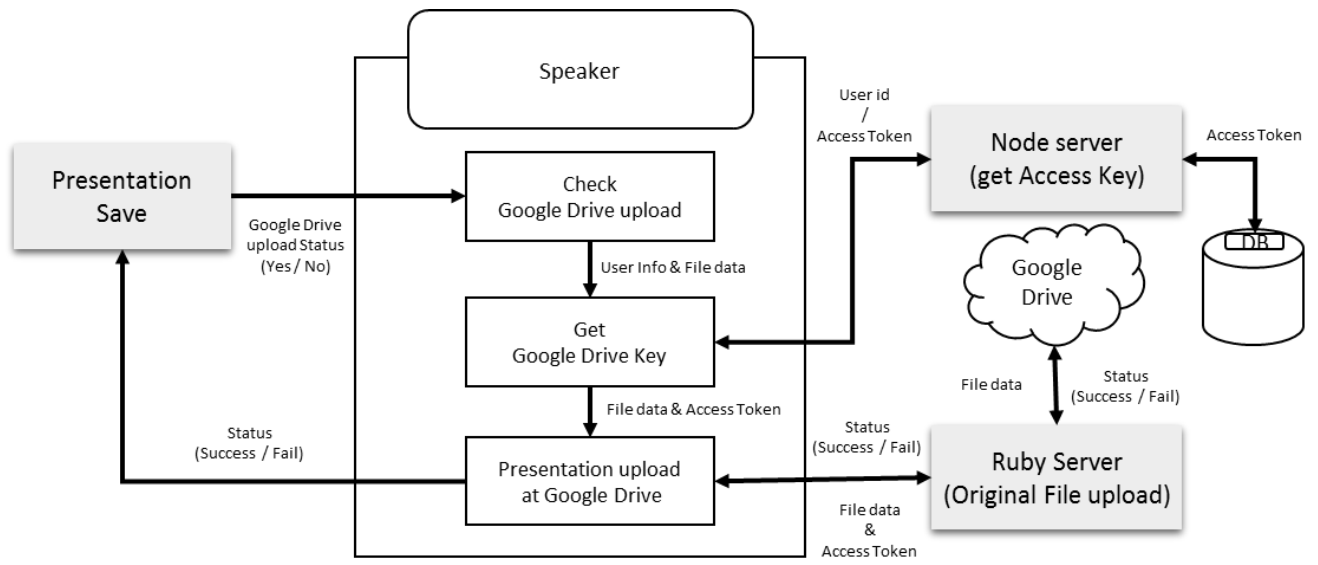 Speaker
Presentation
Save
Google Drive
upload Status
(Yes / No)
Check
Google Drive upload
User Info & File data
Get
Google Drive Key
File data & Access Token
Presentation upload
at Google Drive
Status
(Success / Fail)
User id
/
Access Token
Node server
(get Access Key)
Access Token
DB
Google
Drive
File data
Status
(Success / Fail)
Status
(Success / Fail)
Ruby Server
(Original File upload)
File data
&
Access Token